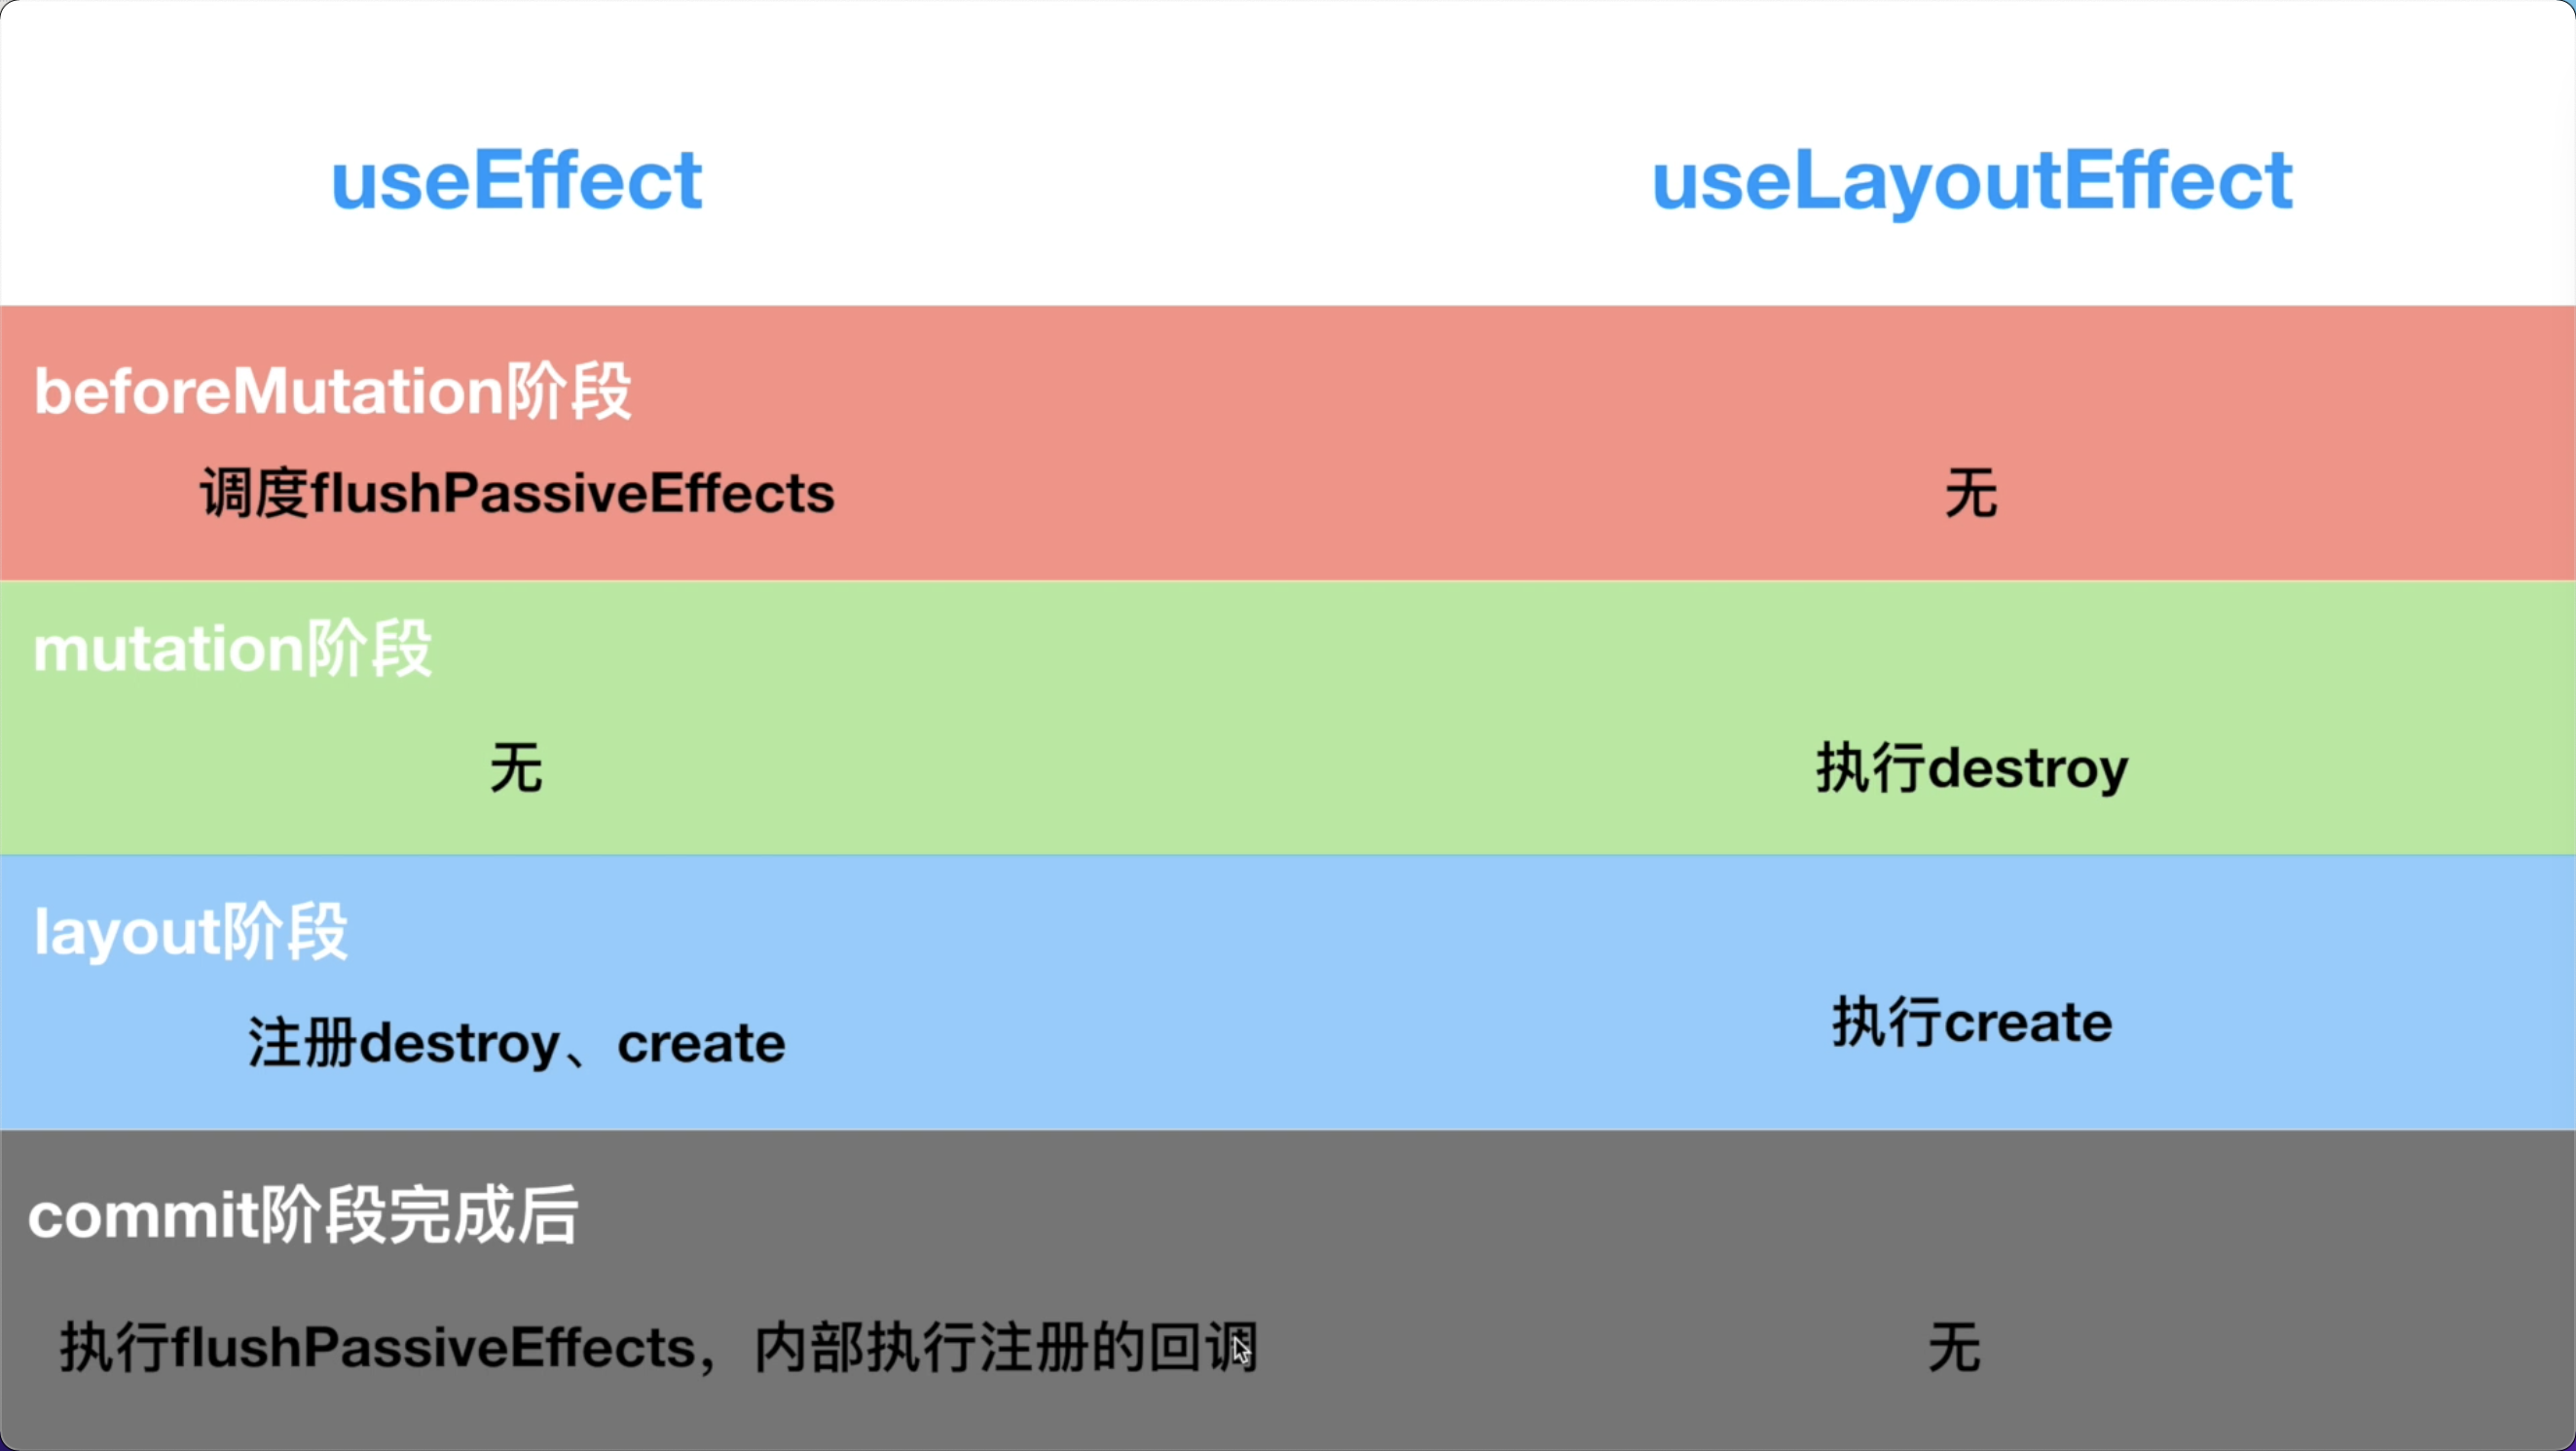 useEffect
useLayoutEffect
beforeMutation阶段
调度flushPassiveEffects
无
mutation阶段
无
执行destroy
layout阶段
注册destroy、create
执行create
commit阶段完成后
执行flushPassiveEffects，内部执行注册的回调
无